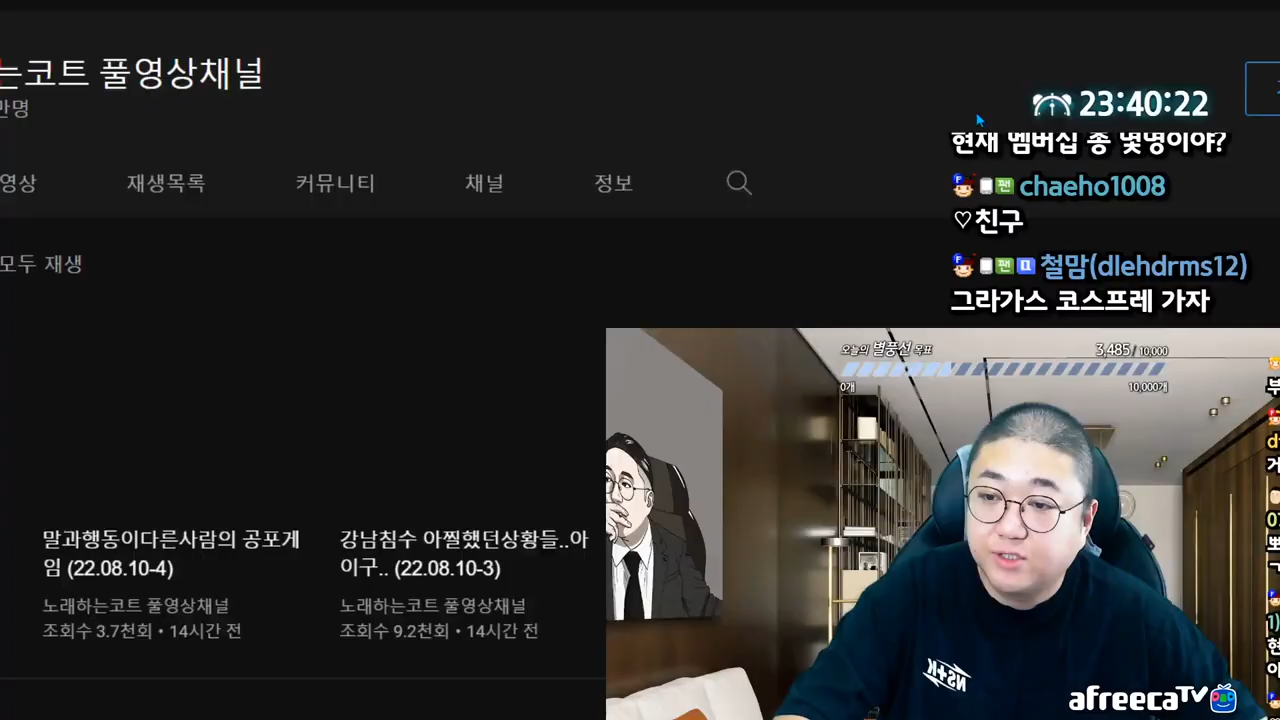 는코트 풀영상채널
만명
영상 재생목록 커뮤니티 채널 정보
모두 재생
23:40:22
현재 멤버십 총 몇명이야?
chaeho1008
♡친구
철맘(dlehdrms12)
그라가스 코스프레 가자
오늘의 별풍선 목표
3,485 / 10,000
0개 10,000개
말과행동이다른사람의 공포게
임 (22.08.10-4)
노래하는코트 풀영상채널
조회수 3.7천회 • 14시간 전
강남침수 아찔했던상황들..아
이구.. (22.08.10-3)
노래하는코트 풀영상채널
조회수 9.2천회 • 14시간 전
NS+K
afreecaTV